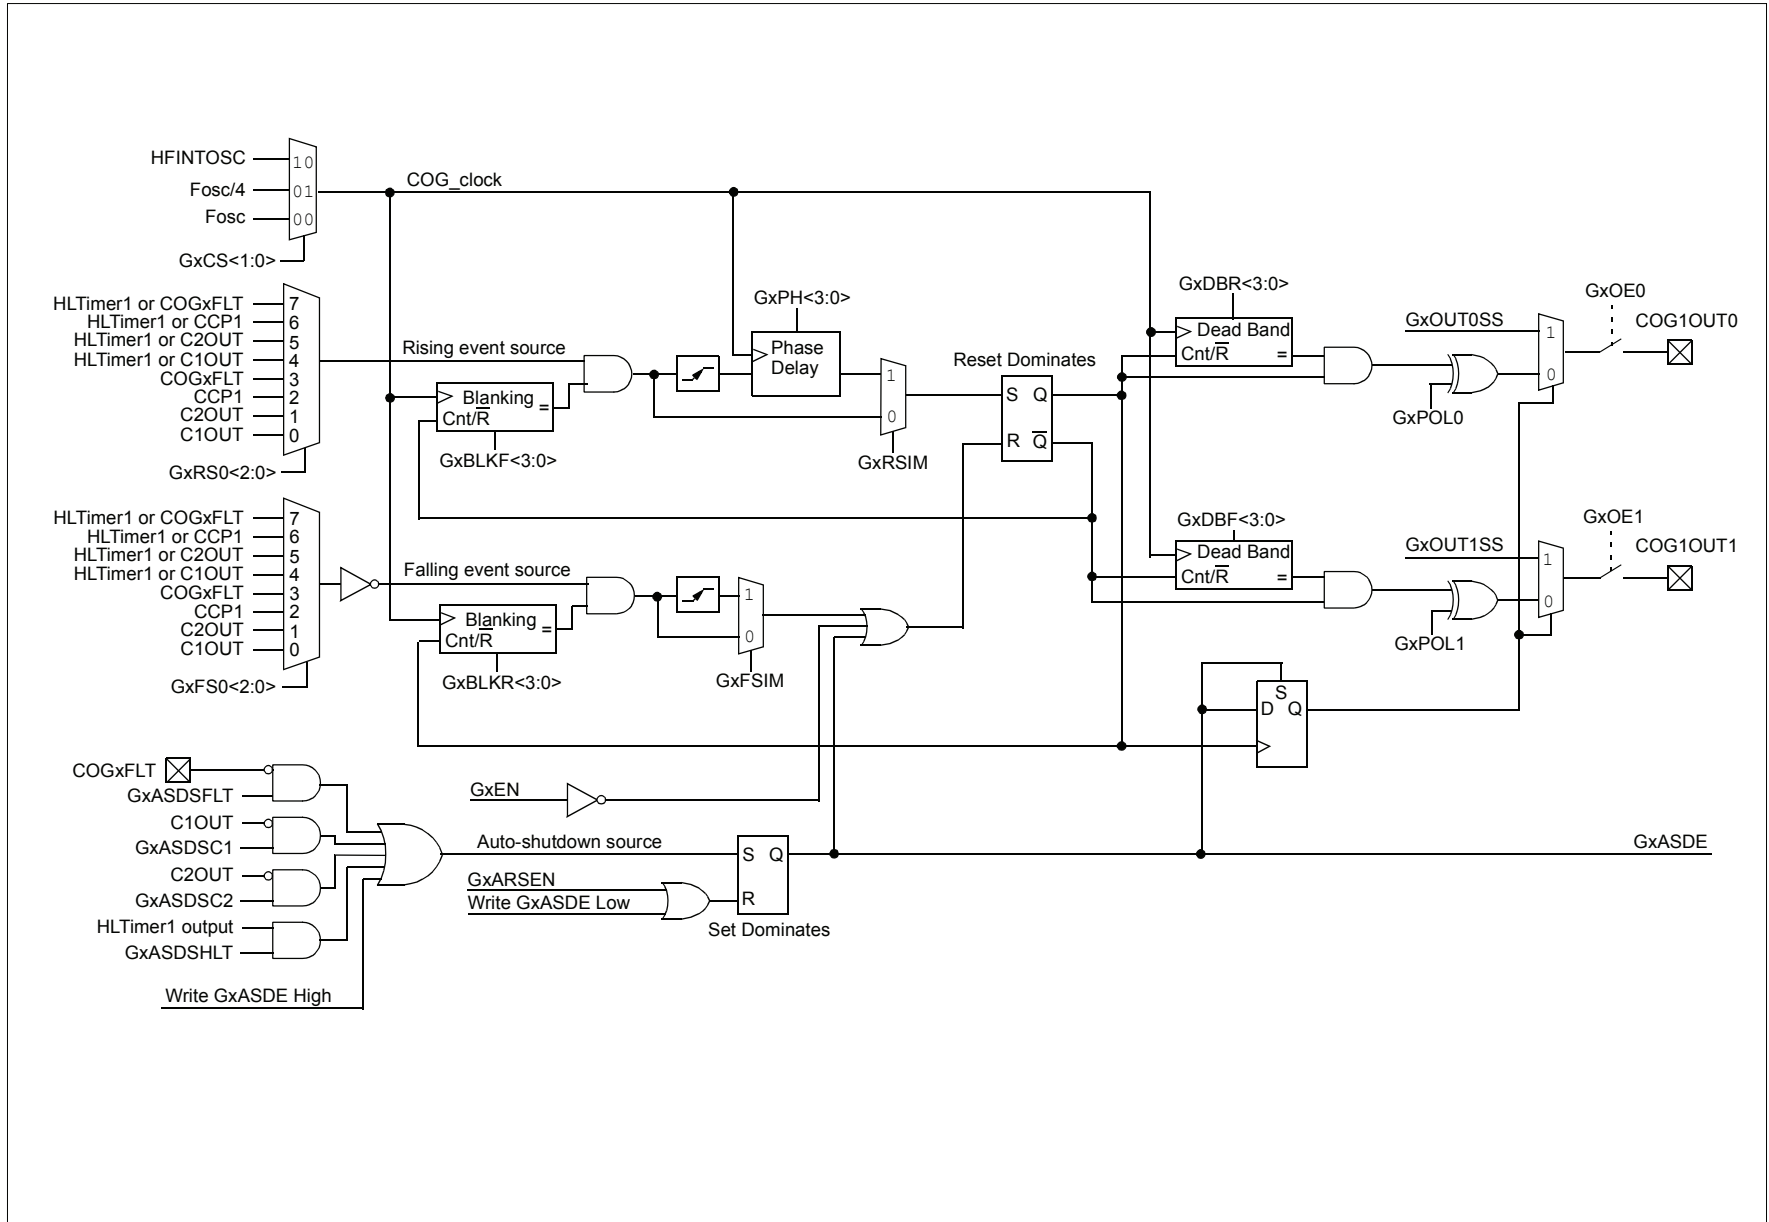 HFINTOSC
10
Fosc/4
01
COG_clock
Fosc
00
GxCS<1:0>
HLTimer1 or COGxFLT
7
HLTimer1 or CCP1
6
HLTimer1 or C2OUT
5
HLTimer1 or C1OUT
4
COGxFLT
3
CCP1
2
C2OUT
1
C1OUT
0
GxRS0<2:0>
Rising event source
Blanking
Cnt/R
=
GxBLKF<3:0>
GxPH<3:0>
Phase
Delay
1
0
GxRSIM
Reset Dominates
S Q
R Q
GxDBR<3:0>
Dead Band
Cnt/R
=
GxPOL0
GxOUT0SS
1
0
GxOE0
COG1OUT0
HLTimer1 or COGxFLT
7
HLTimer1 or CCP1
6
HLTimer1 or C2OUT
5
HLTimer1 or C1OUT
4
COGxFLT
3
CCP1
2
C2OUT
1
C1OUT
0
GxFS0<2:0>
Falling event source
Blanking
Cnt/R
=
GxBLKR<3:0>
1
0
GxFSIM
GxDBF<3:0>
Dead Band
Cnt/R
=
GxPOL1
GxOUT1SS
1
0
GxOE1
COG1OUT1
S
D Q
COGxFLT
GxASDSFLT
C1OUT
GxASDSC1
C2OUT
GxASDSC2
HLTimer1 output
GxASDSHLT
Write GxASDE High
GxEN
Auto-shutdown source
GxARSEN
Write GxASDE Low
S Q
R
Set Dominates
GxASDE